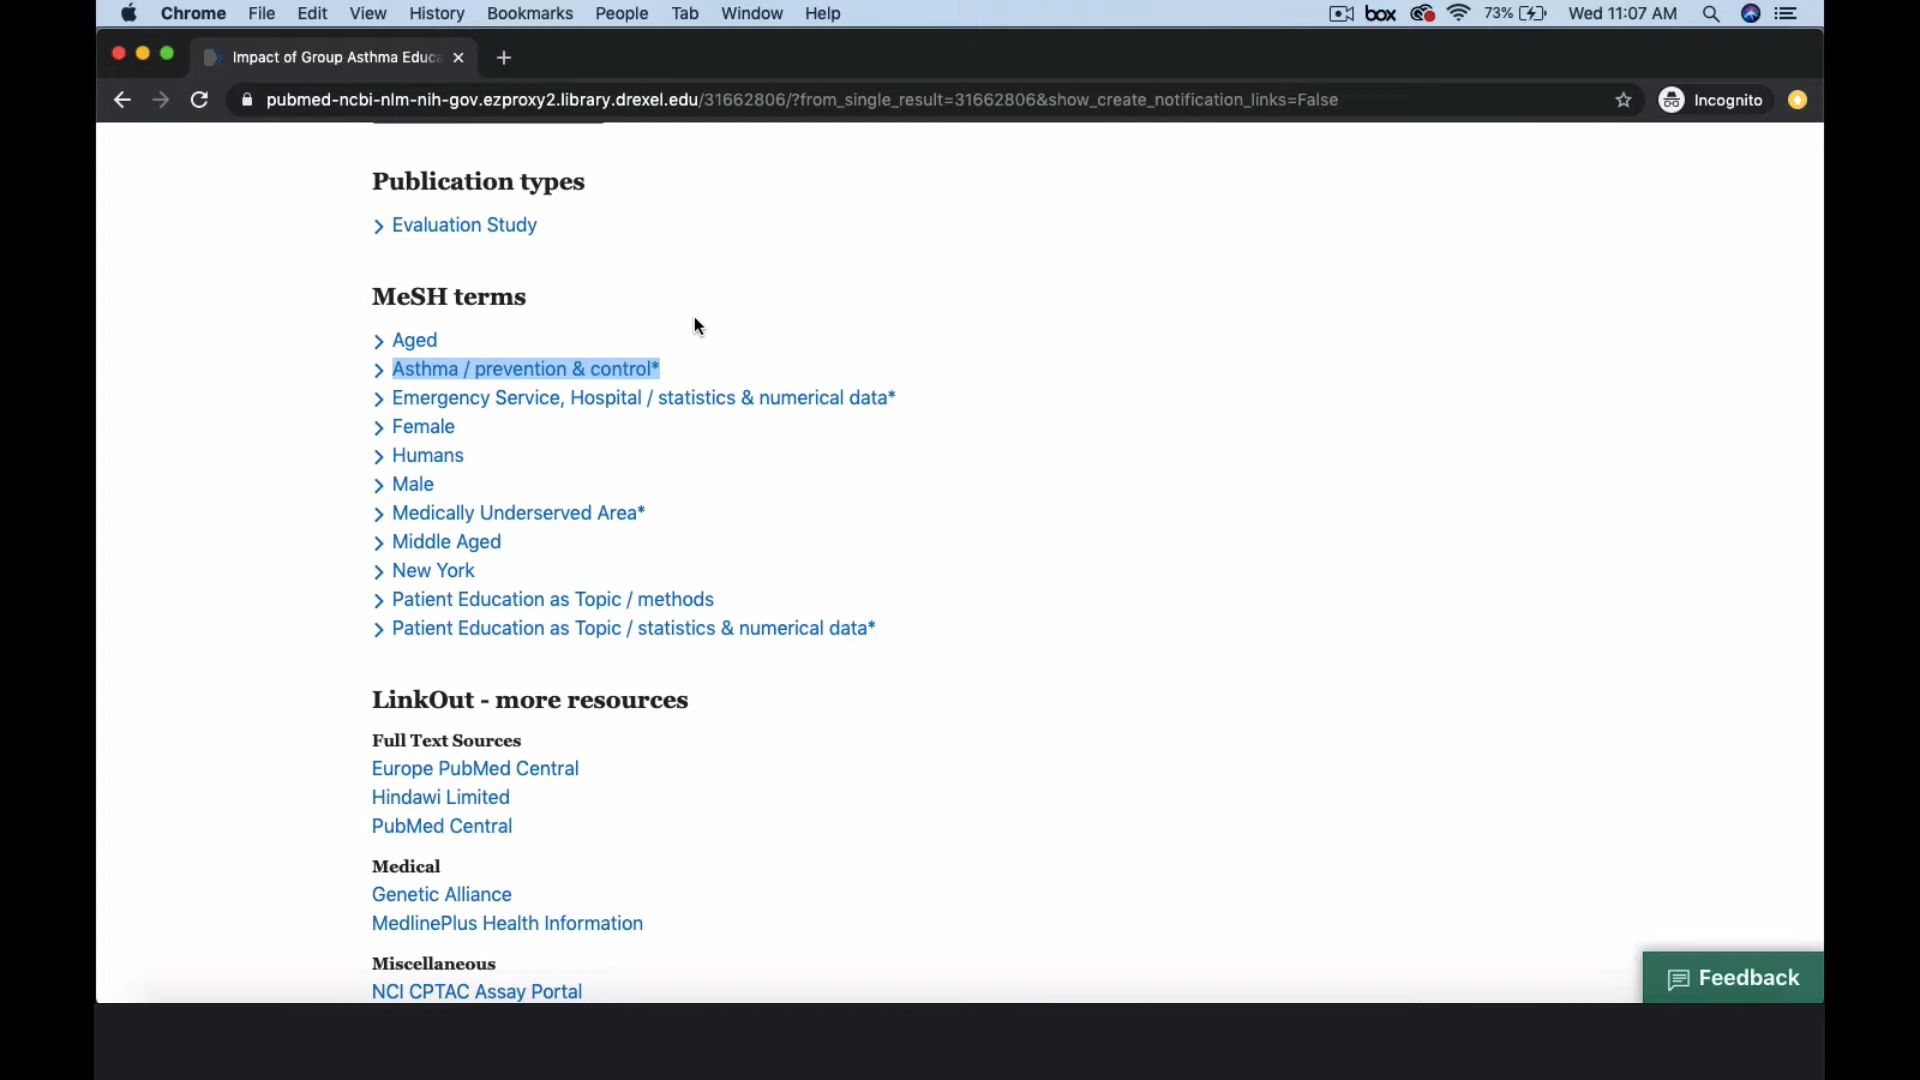 Chrome File Edit View History Bookmarks People Tab Window Help box 73% Wed 11:07 AM
Impact of Group Asthma Educa
pubmed-ncbi-nlm-nih-gov.ezproxy2.library.drexel.edu/31662806/?from_single_result=31662806&show_create_notification_links=False Incognito
Publication types
Evaluation Study
MeSH terms
Aged
Asthma / prevention & control*
Emergency Service, Hospital / statistics & numerical data*
Female
Humans
Male
Medically Underserved Area*
Middle Aged
New York
Patient Education as Topic / methods
Patient Education as Topic / statistics & numerical data*
LinkOut - more resources
Full Text Sources
Europe PubMed Central
Hindawi Limited
PubMed Central
Medical
Genetic Alliance
MedlinePlus Health Information
Miscellaneous
NCI CPTAC Assay Portal
Feedback